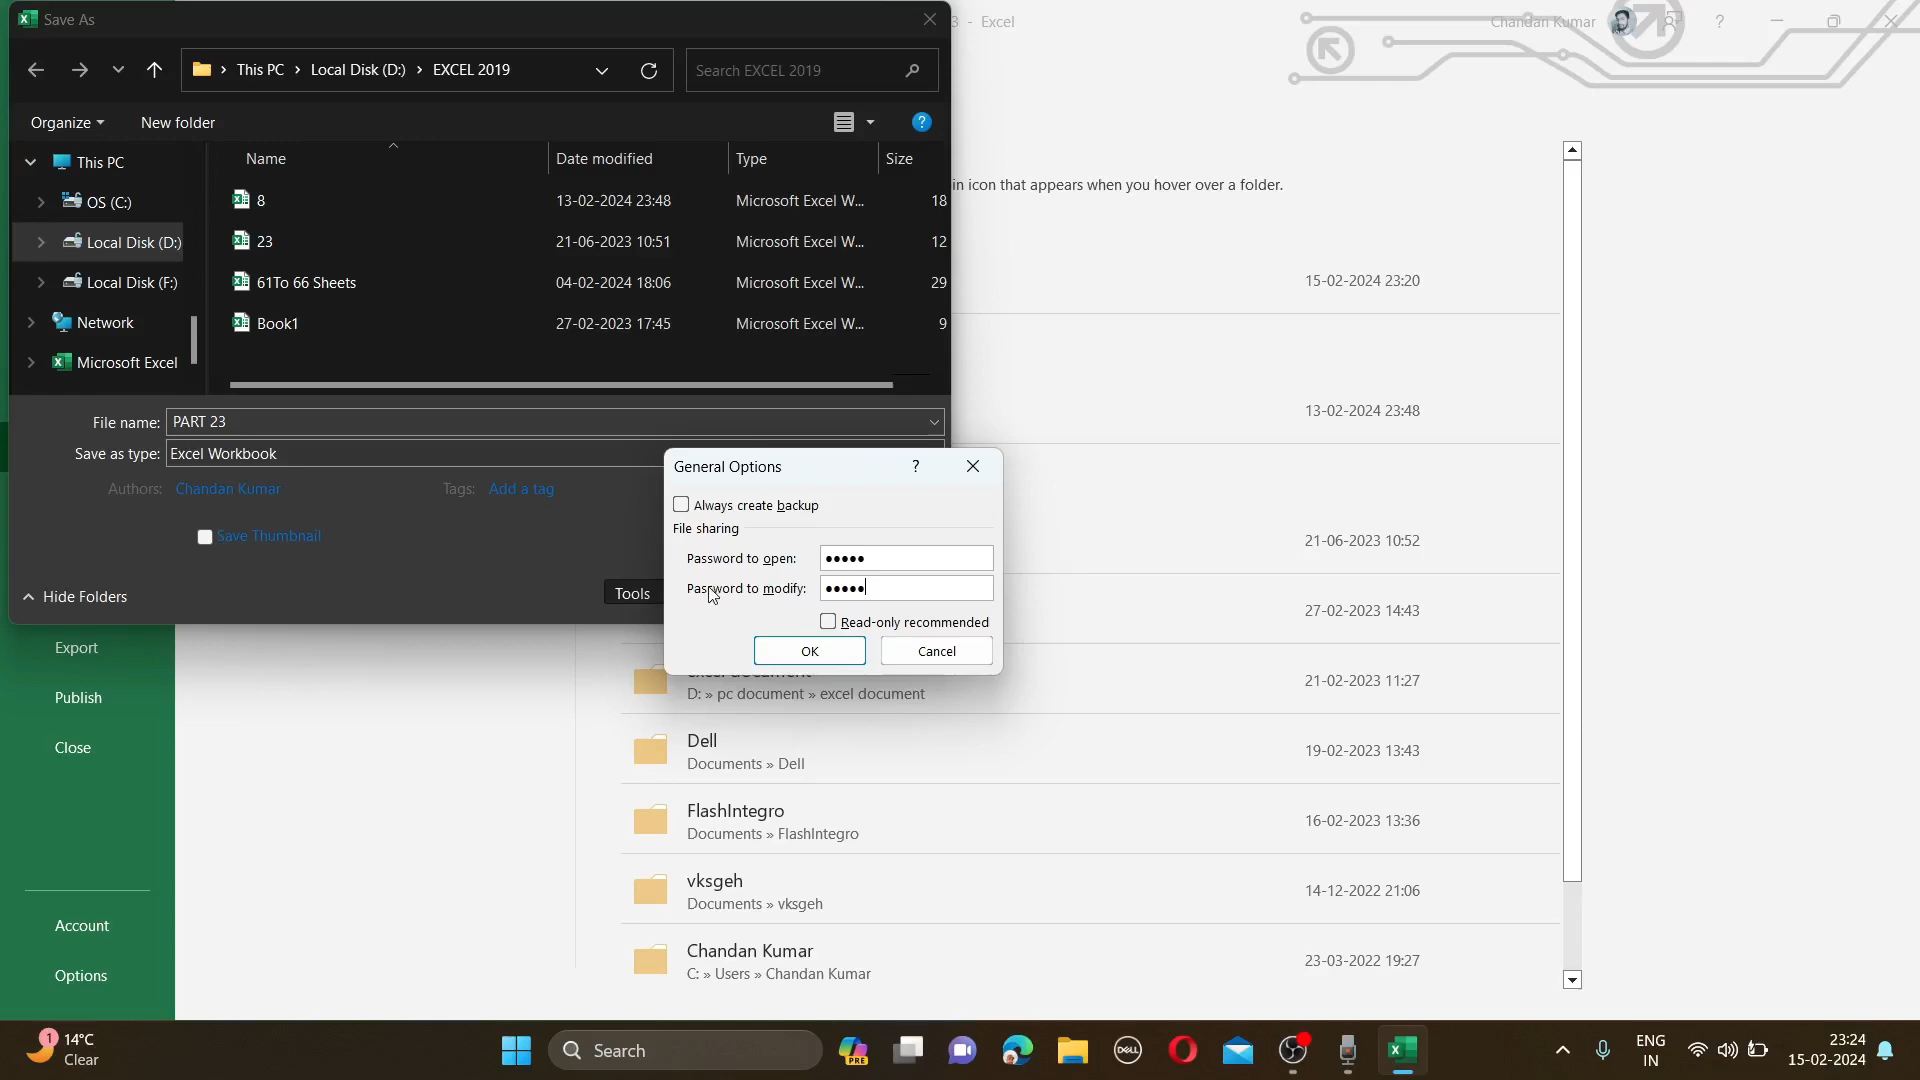 Save As
3 - Excel
Chandan Kumar
?
This PC > Local Disk (D:) > EXCEL 2019
Search EXCEL 2019
Organize
New folder
?
This PC
OS (C:)
Local Disk (D:)
Local Disk (F:)
Network
Microsoft Excel
Name
Date modified
Type
Size
8
13-02-2024 23:48
Microsoft Excel W...
18
23
21-06-2023 10:51
Microsoft Excel W...
12
61To 66 Sheets
04-02-2024 18:06
Microsoft Excel W...
29
Book1
27-02-2023 17:45
Microsoft Excel W...
9
in icon that appears when you hover over a folder.
File name: PART 23
Save as type: Excel Workbook
Authors: Chandan Kumar
Tags: Add a tag
Save Thumbnail
Hide Folders
Tools
General Options
?
Always create backup
File sharing
Password to open: •••••
Password to modify: •••••
Read-only recommended
OK
Cancel
15-02-2024 23:20
13-02-2024 23:48
21-06-2023 10:52
27-02-2023 14:43
Export
Publish
Close
Account
Options
excel document
D: » pc document » excel document
21-02-2023 11:27
Dell
Documents » Dell
19-02-2023 13:43
FlashIntegro
Documents » FlashIntegro
16-02-2023 13:36
vksgeh
Documents » vksgeh
14-12-2022 21:06
Chandan Kumar
C: » Users » Chandan Kumar
23-03-2022 19:27
1
14°C
Clear
Search
PRE
DELL
ENG
IN
23:24
15-02-2024